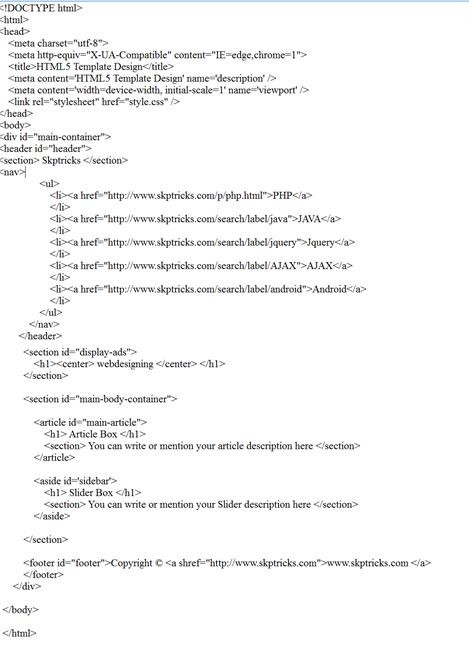 <!DOCTYPE html>
<html>
<head>
<meta charset="utf-8">
<meta http-equiv="X-UA-Compatible" content="IE=edge,chrome=1">
<title>HTML5 Template Design</title>
<meta content='HTML5 Template Design' name='description' />
<meta content='width=device-width, initial-scale=1' name='viewport' />
<link rel="stylesheet" href="style.css" />
</head>
<body>
<div id="main-container">
<header id="header">
<section> Skptricks </section>
<nav>
<ul>
<li><a href="http://www.skptricks.com/p/php.html">PHP</a>
</li>
<li><a href="http://www.skptricks.com/search/label/java">JAVA</a>
</li>
<li><a href="http://www.skptricks.com/search/label/jquery">Jquery</a>
</li>
<li><a href="http://www.skptricks.com/search/label/AJAX">AJAX</a>
</li>
<li><a href="http://www.skptricks.com/search/label/android">Android</a>
</li>
</ul>
</nav>
</header>
<section id="display-ads">
<h1><center> webdesigning </center> </h1>
</section>
<section id="main-body-container">
<article id="main-article">
<h1> Article Box </h1>
<section> You can write or mention your article description here </section>
</article>
<aside id='sidebar'>
<h1> Slider Box </h1>
<section> You can write or mention your Slider description here </section>
</aside>
</section>
<footer id="footer">Copyright © <a shref="http://www.skptricks.com">www.skptricks.com </a>
</footer>
</div>
</body>
</html>